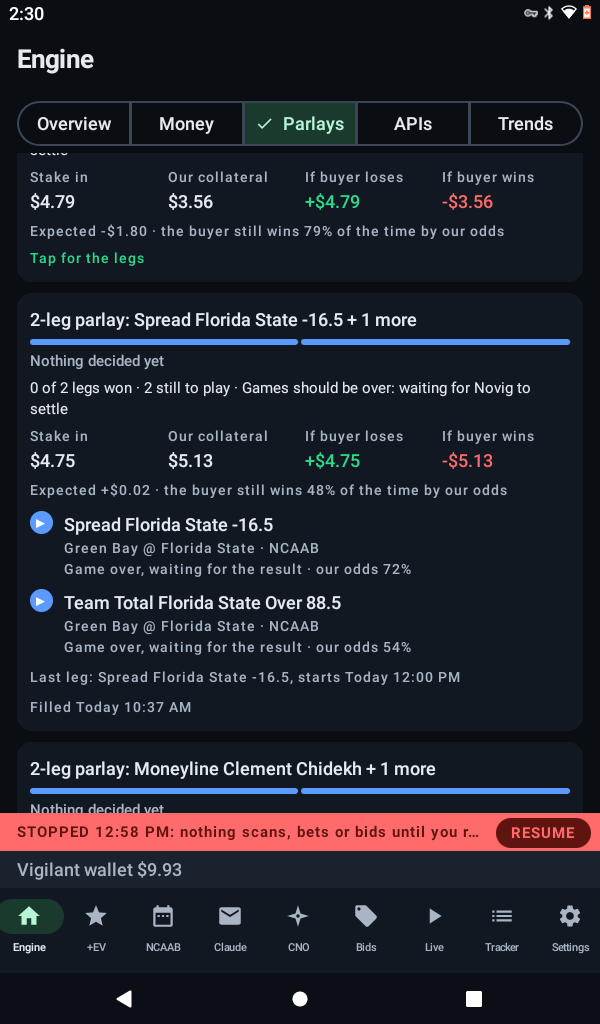 2:30
Engine
Overview
Money
Parlays
APIs
Trends
settle
Stake in
Our collateral
If buyer loses
If buyer wins
$4.79
$3.56
+$4.79
-$3.56
Expected -$1.80 · the buyer still wins 79% of the time by our odds
Tap for the legs
2-leg parlay: Spread Florida State -16.5 + 1 more
Nothing decided yet
0 of 2 legs won · 2 still to play · Games should be over: waiting for Novig to
settle
Stake in
Our collateral
If buyer loses
If buyer wins
$4.75
$5.13
+$4.75
-$5.13
Expected +$0.02 · the buyer still wins 48% of the time by our odds
Spread Florida State -16.5
Green Bay @ Florida State · NCAAB
Game over, waiting for the result · our odds 72%
Team Total Florida State Over 88.5
Green Bay @ Florida State · NCAAB
Game over, waiting for the result · our odds 54%
Last leg: Spread Florida State -16.5, starts Today 12:00 PM
Filled Today 10:37 AM
2-leg parlay: Moneyline Clement Chidekh + 1 more
Nothing decided yet
STOPPED 12:58 PM: nothing scans, bets or bids until you r...
RESUME
Vigilant wallet $9.93
Engine
+EV
NCAAB
Claude
CNO
Bids
Live
Tracker
Settings